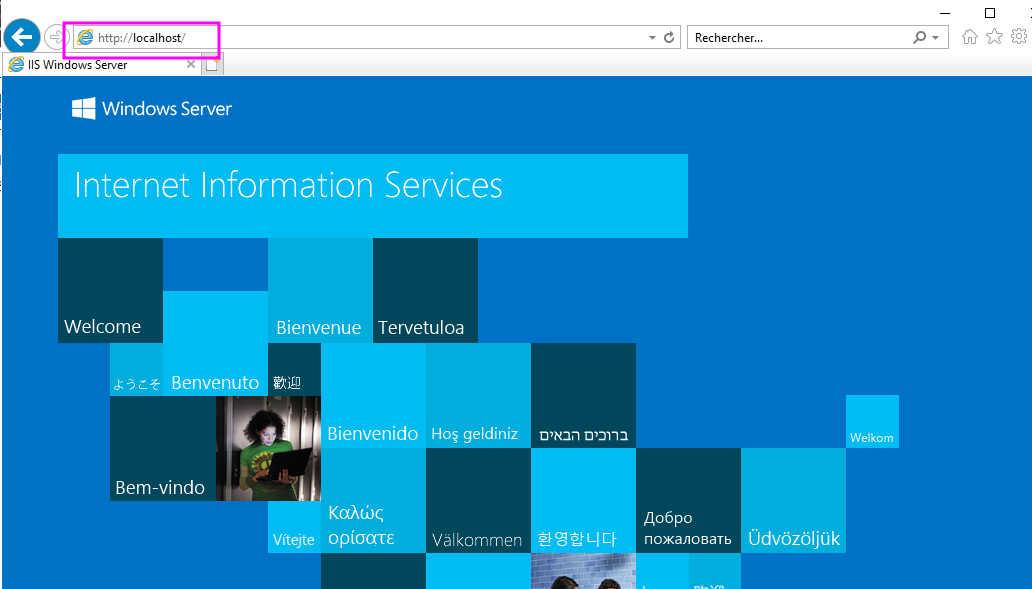 http://localhost/
Rechercher...
IIS Windows Server
Windows Server
Internet Information Services
Welcome
Bienvenue
Tervetuloa
ようこそ
Benvenuto
歡迎
Bienvenido
Hoş geldiniz
ברוכים הבאים
Welkom
Bem-vindo
Vítejte
Καλώς
ορίσατε
Välkommen
환영합니다
Добро
пожаловать
Üdvözöljük